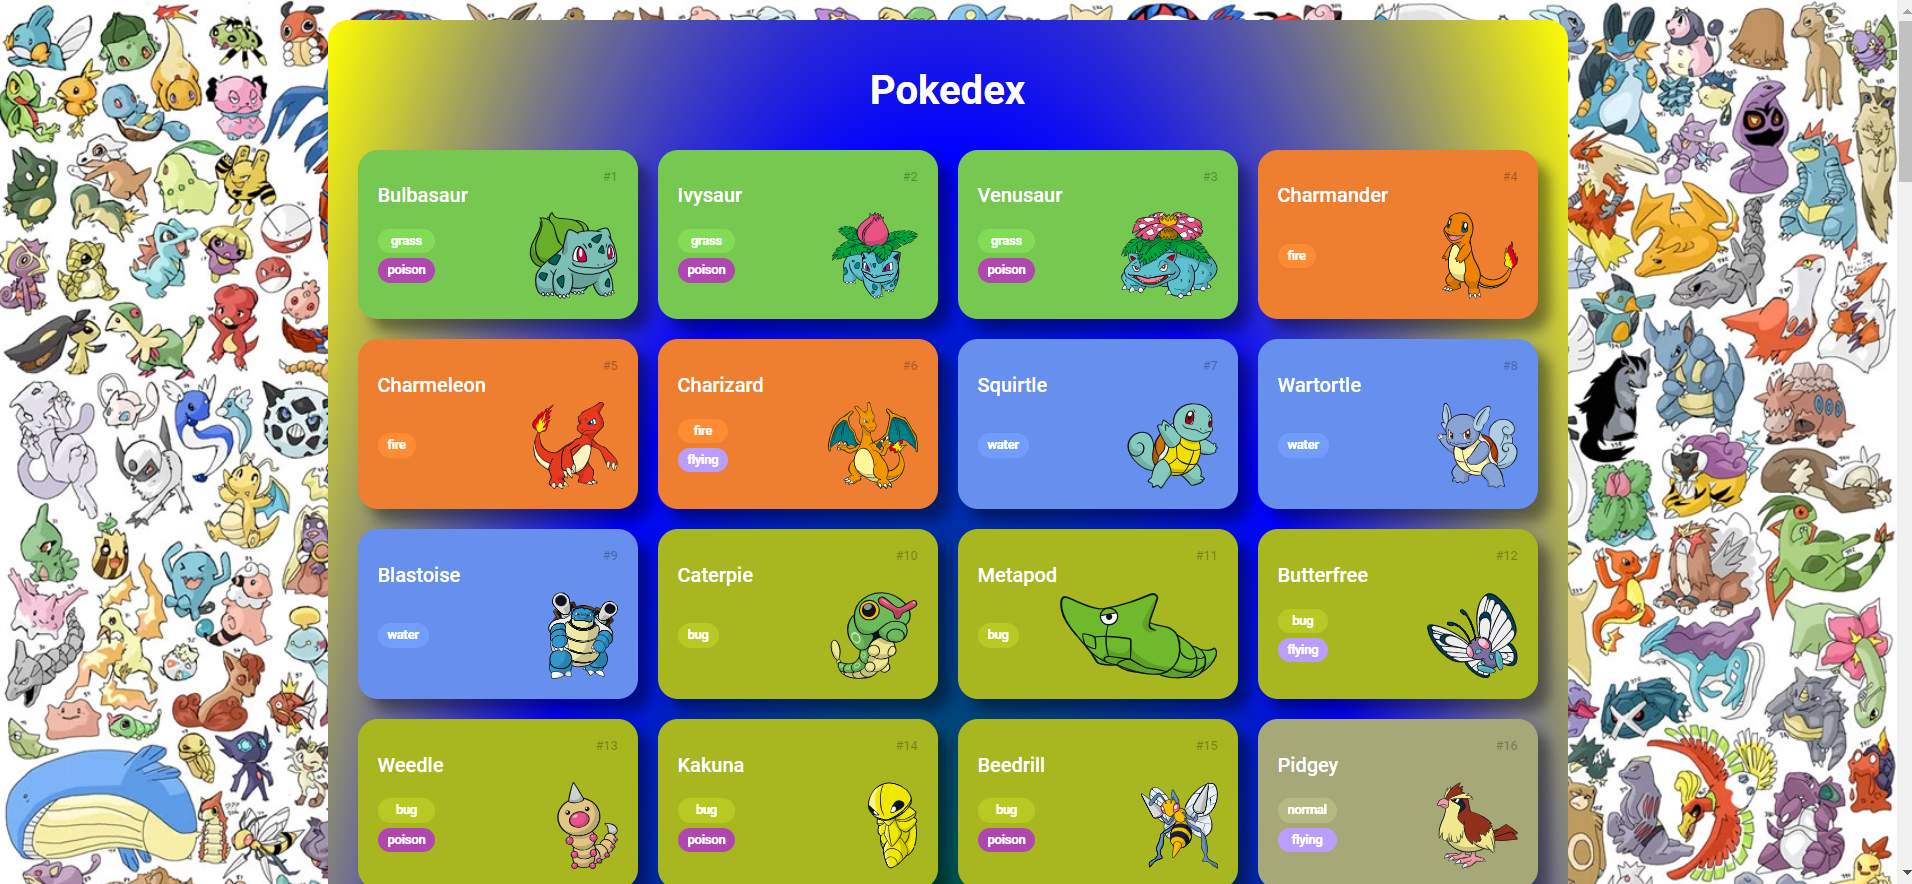 Pokedex
#1
Bulbasaur
grass
poison
#2
Ivysaur
grass
poison
#3
Venusaur
grass
poison
#4
Charmander
fire
#5
Charmeleon
fire
#6
Charizard
fire
flying
#7
Squirtle
water
#8
Wartortle
water
#9
Blastoise
water
#10
Caterpie
bug
#11
Metapod
bug
#12
Butterfree
bug
flying
#13
Weedle
bug
poison
#14
Kakuna
bug
poison
#15
Beedrill
bug
poison
#16
Pidgey
normal
flying